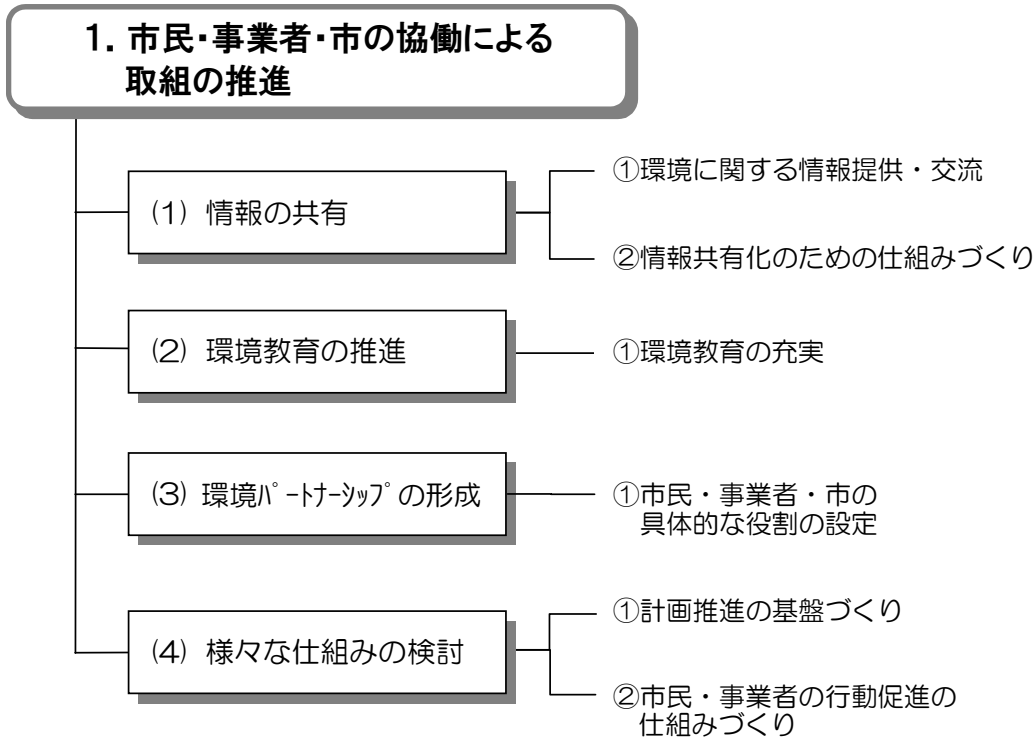 1. 市民・事業者・市の協働による
取組の推進
(1) 情報の共有
①環境に関する情報提供・交流
②情報共有化のための仕組みづくり
(2) 環境教育の推進
①環境教育の充実
(3) 環境ﾊﾟｰﾄﾅｰｼｯﾌﾟの形成
①市民・事業者・市の
具体的な役割の設定
(4) 様々な仕組みの検討
①計画推進の基盤づくり
②市民・事業者の行動促進の
仕組みづくり